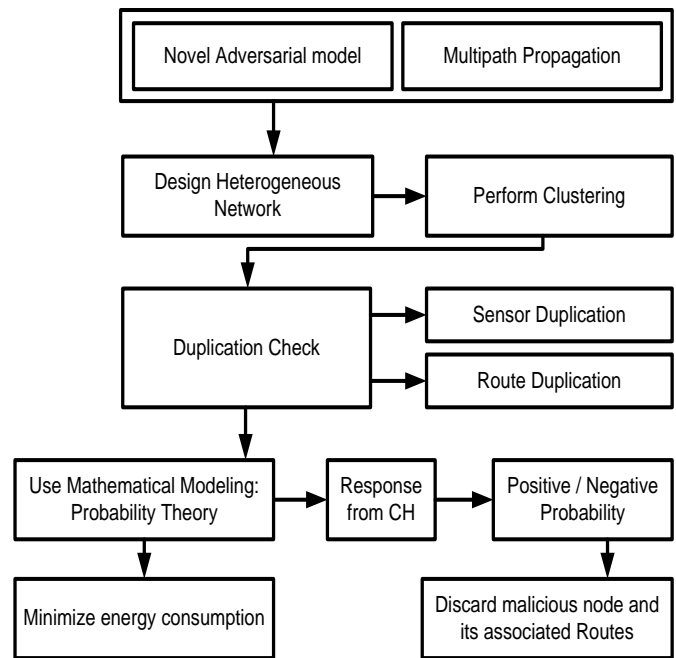 Novel Adversarial model
Multipath Propagation
Design Heterogeneous
Network
Perform Clustering
Duplication Check
Sensor Duplication
Route Duplication
Use Mathematical Modeling:
Probability Theory
Response
from CH
Positive / Negative
Probability
Minimize energy consumption
Discard malicious node and
its associated Routes